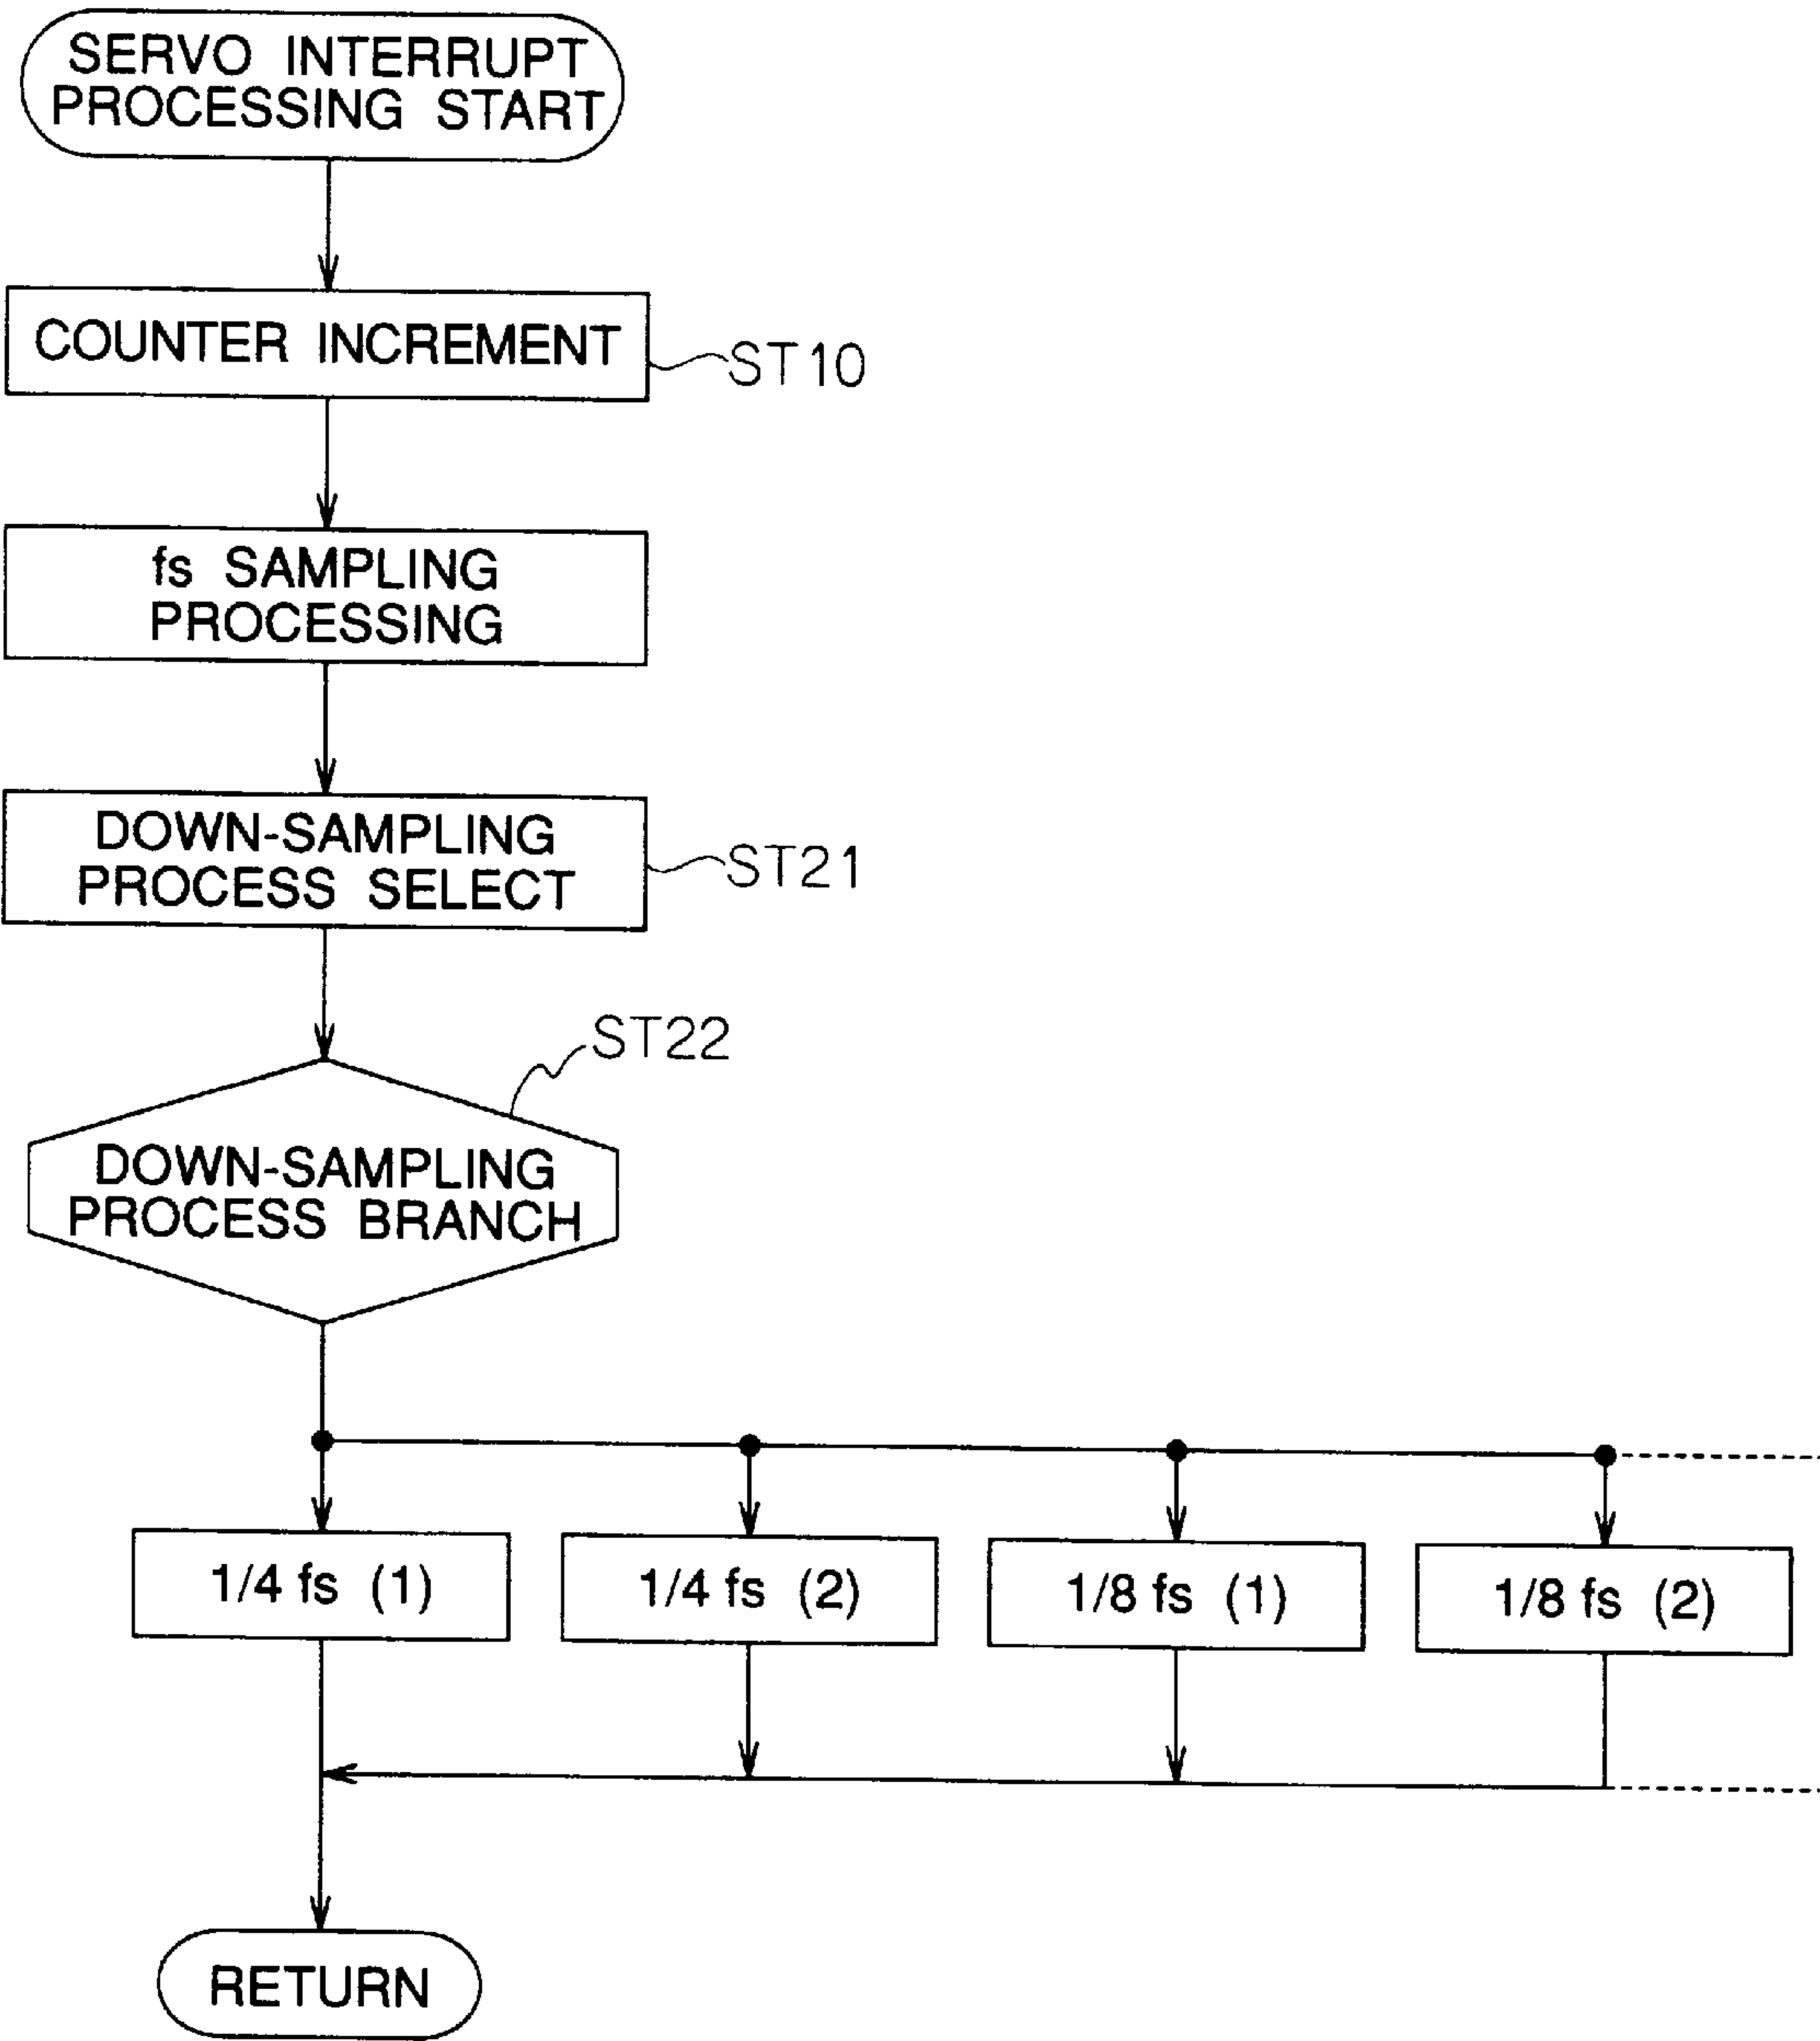 SERVO INTERRUPT
PROCESSING START
COUNTER INCREMENT
ST10
fs SAMPLING
PROCESSING
DOWN-SAMPLING
PROCESS SELECT
ST21
ST22
DOWN-SAMPLING
PROCESS BRANCH
1/4 fs (1)
1/4 fs (2)
1/8 fs (1)
1/8 fs (2)
RETURN